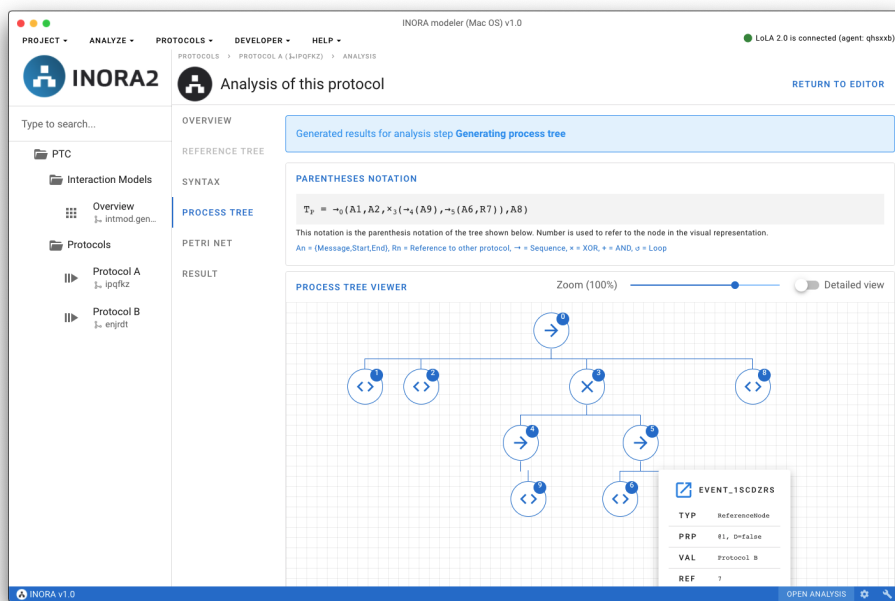 INORA modeler (Mac OS) v1.0
PROJECT ANALYZE PROTOCOLS DEVELOPER HELP
LoLA 2.0 is connected (agent: qhsxxb)
INORA2
PROTOCOLS › PROTOCOL A (IPQFKZ) › ANALYSIS
Analysis of this protocol
RETURN TO EDITOR
Type to search...
PTC
Interaction Models
Overview
intmod.gen...
Protocols
Protocol A
ipqfkz
Protocol B
enjrdt
OVERVIEW
REFERENCE TREE
SYNTAX
PROCESS TREE
PETRI NET
RESULT
Generated results for analysis step Generating process tree
PARENTHESES NOTATION
Tₚ = →₀(A1,A2,×₃(→₄(A9),→₅(A6,R7)),A8)
This notation is the parenthesis notation of the tree shown below. Number is used to refer to the node in the visual representation.
An = {Message,Start,End}, Rn = Reference to other protocol, → = Sequence, × = XOR, + = AND, ↺ = Loop
PROCESS TREE VIEWER
Zoom (100%)
Detailed view
0
1 2 3 8
4 5
9 6
EVENT_1SCDZRS
TYP ReferenceNode
PRP @1, D=false
VAL Protocol B
REF 7
INORA v1.0
OPEN ANALYSIS